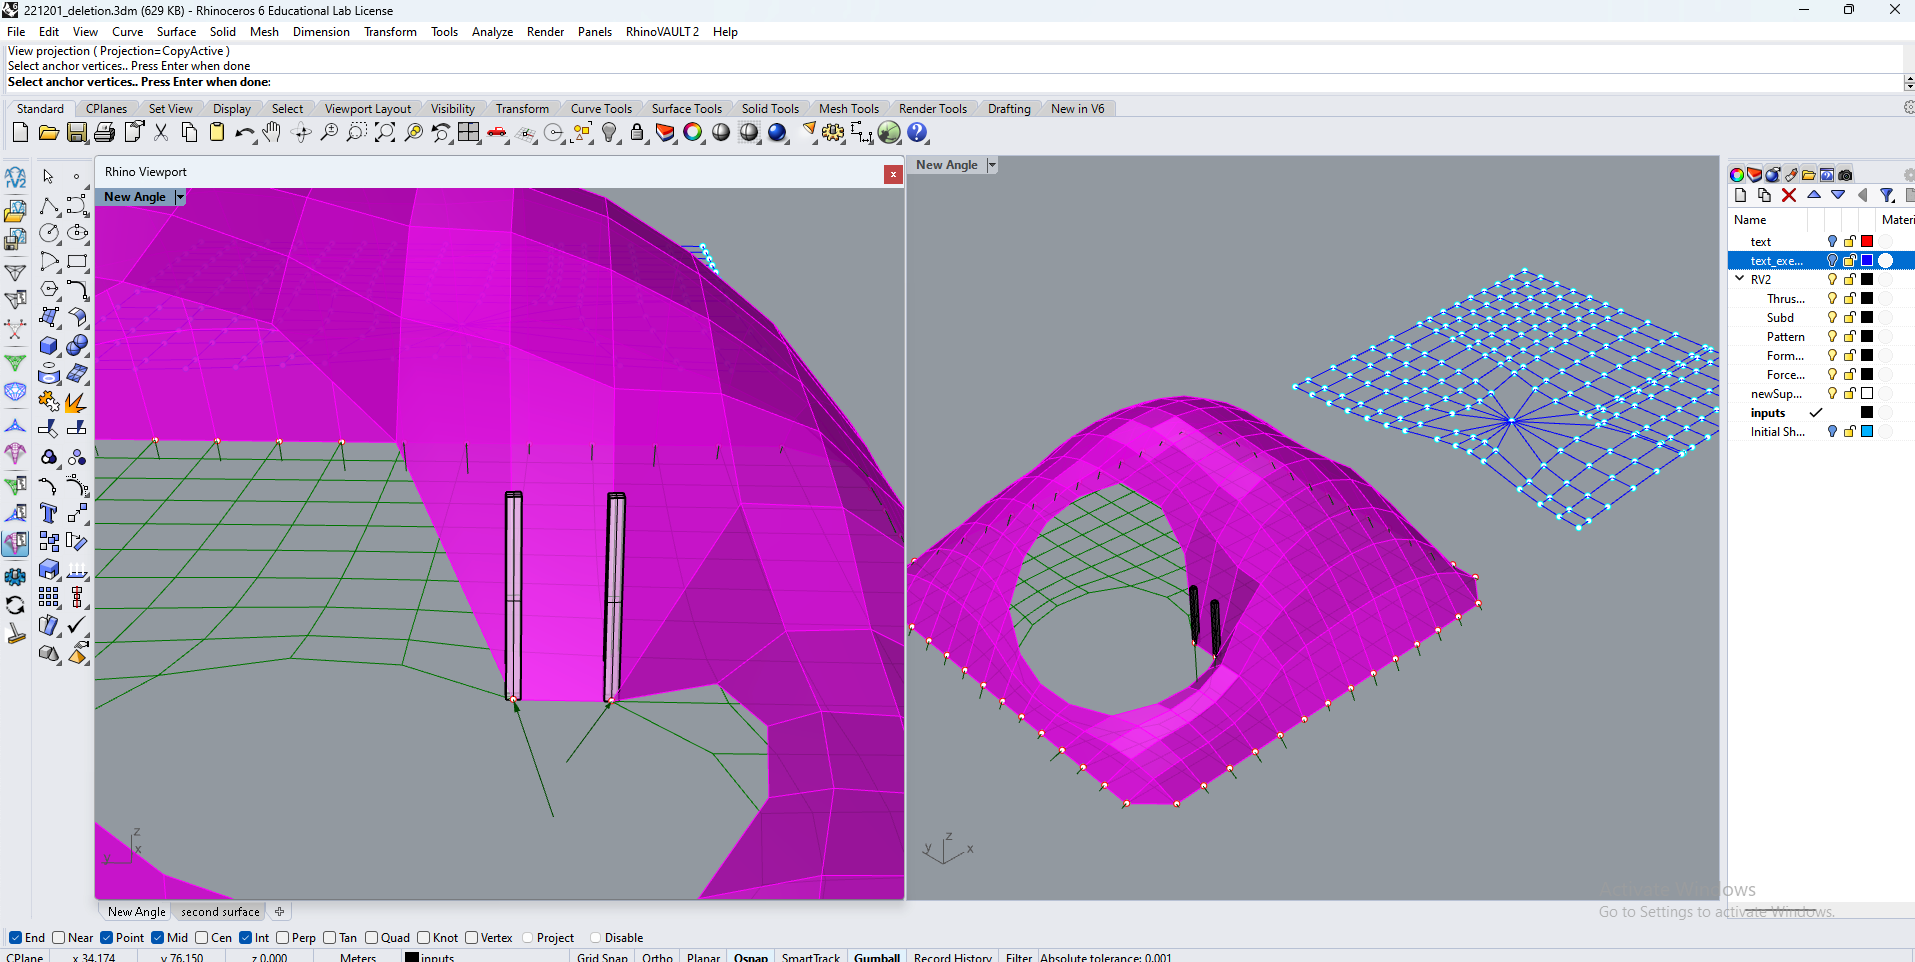 221201_deletion.3dm (629 KB) - Rhinoceros 6 Educational Lab License
File Edit View Curve Surface Solid Mesh Dimension Transform Tools Analyze Render Panels RhinoVAULT 2 Help
View projection ( Projection=CopyActive )
Select anchor vertices.. Press Enter when done
Select anchor vertices.. Press Enter when done:
Standard CPlanes Set View Display Select Viewport Layout Visibility Transform Curve Tools Surface Tools Solid Tools Mesh Tools Render Tools Drafting New in V6
Rhino Viewport x
New Angle
New Angle
Name Materi
text
text_exe...
RV2
Thrus...
Subd
Pattern
Form...
Force...
newSup...
inputs
Initial Sh...
z
x
y
z
y
x
Activate Windows
Go to Settings to activate Windows.
New Angle second surface
End Near Point Mid Cen Int Perp Tan Quad Knot Vertex Project Disable
CPlane x 34.174 y 76.150 z 0.000 Meters inputs Grid Snap Ortho Planar Osnap SmartTrack Gumball Record History Filter Absolute tolerance: 0.001